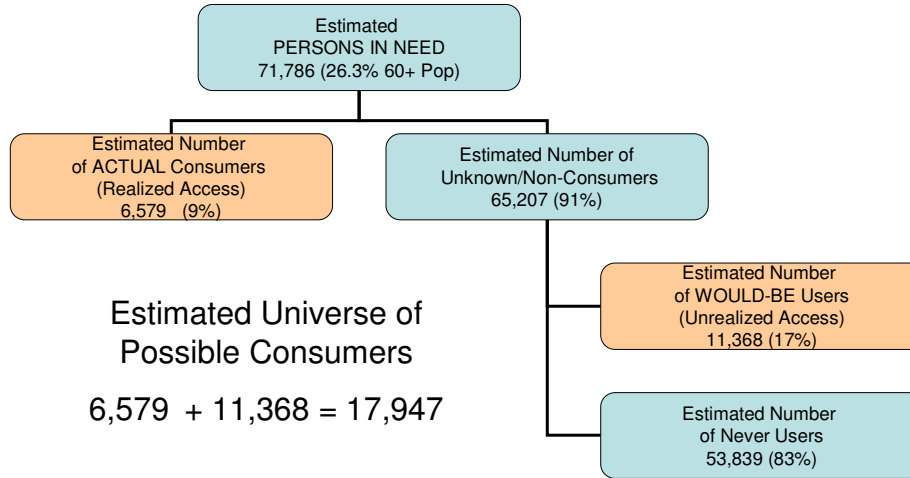 Estimated
PERSONS IN NEED
71,786 (26.3% 60+ Pop)
Estimated Number
of ACTUAL Consumers
(Realized Access)
6,579 (9%)
Estimated Number of
Unknown/Non-Consumers
65,207 (91%)
Estimated Number
of WOULD-BE Users
(Unrealized Access)
11,368 (17%)
Estimated Universe of
Possible Consumers
6,579 + 11,368 = 17,947
Estimated Number
of Never Users
53,839 (83%)